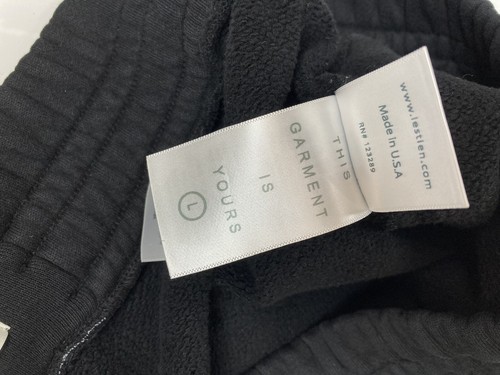 THIS
GARMENT
IS
YOURS
L
www.lestien.com
Made in U.S.A
RN# 123289